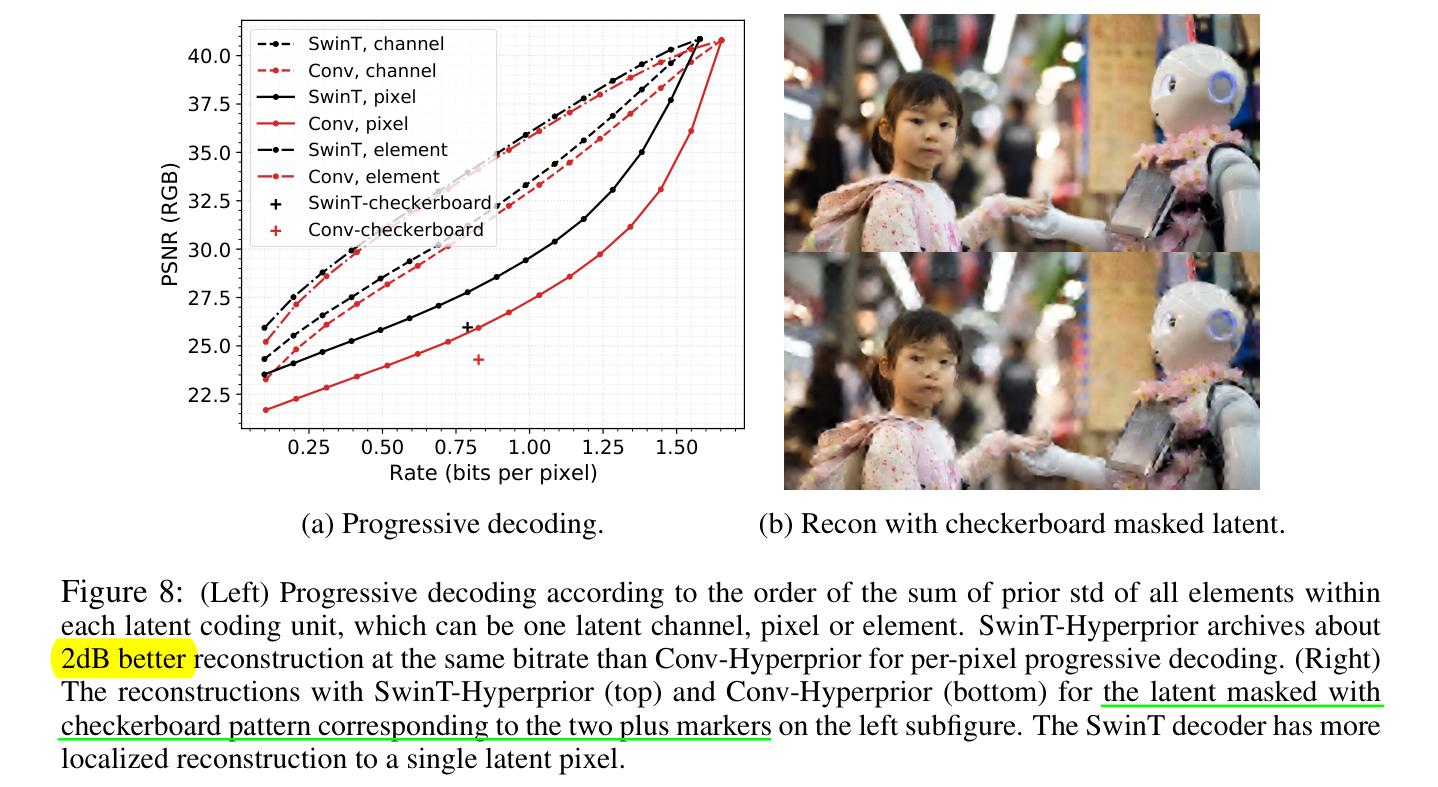 40.0
37.5
35.0
32.5
30.0
27.5
25.0
22.5
PSNR (RGB)
SwinT, channel
Conv, channel
SwinT, pixel
Conv, pixel
SwinT, element
Conv, element
SwinT-checkerboard
Conv-checkerboard
0.25 0.50 0.75 1.00 1.25 1.50
Rate (bits per pixel)
(a) Progressive decoding.
(b) Recon with checkerboard masked latent.
Figure 8: (Left) Progressive decoding according to the order of the sum of prior std of all elements within
each latent coding unit, which can be one latent channel, pixel or element. SwinT-Hyperprior archives about
2dB better reconstruction at the same bitrate than Conv-Hyperprior for per-pixel progressive decoding. (Right)
The reconstructions with SwinT-Hyperprior (top) and Conv-Hyperprior (bottom) for the latent masked with
checkerboard pattern corresponding to the two plus markers on the left subfigure. The SwinT decoder has more
localized reconstruction to a single latent pixel.